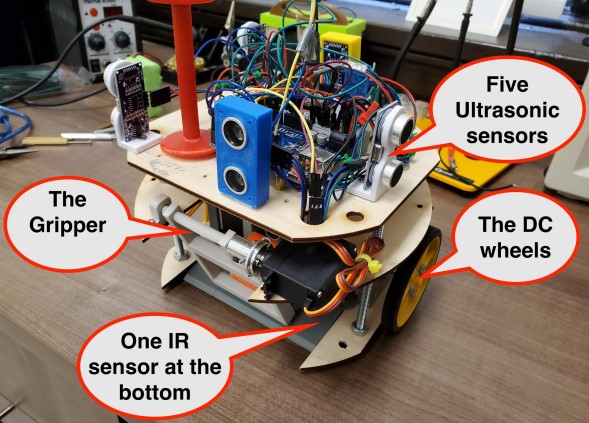 Five
Ultrasonic
sensors
The
Gripper
The DC
wheels
One IR
sensor at the
bottom